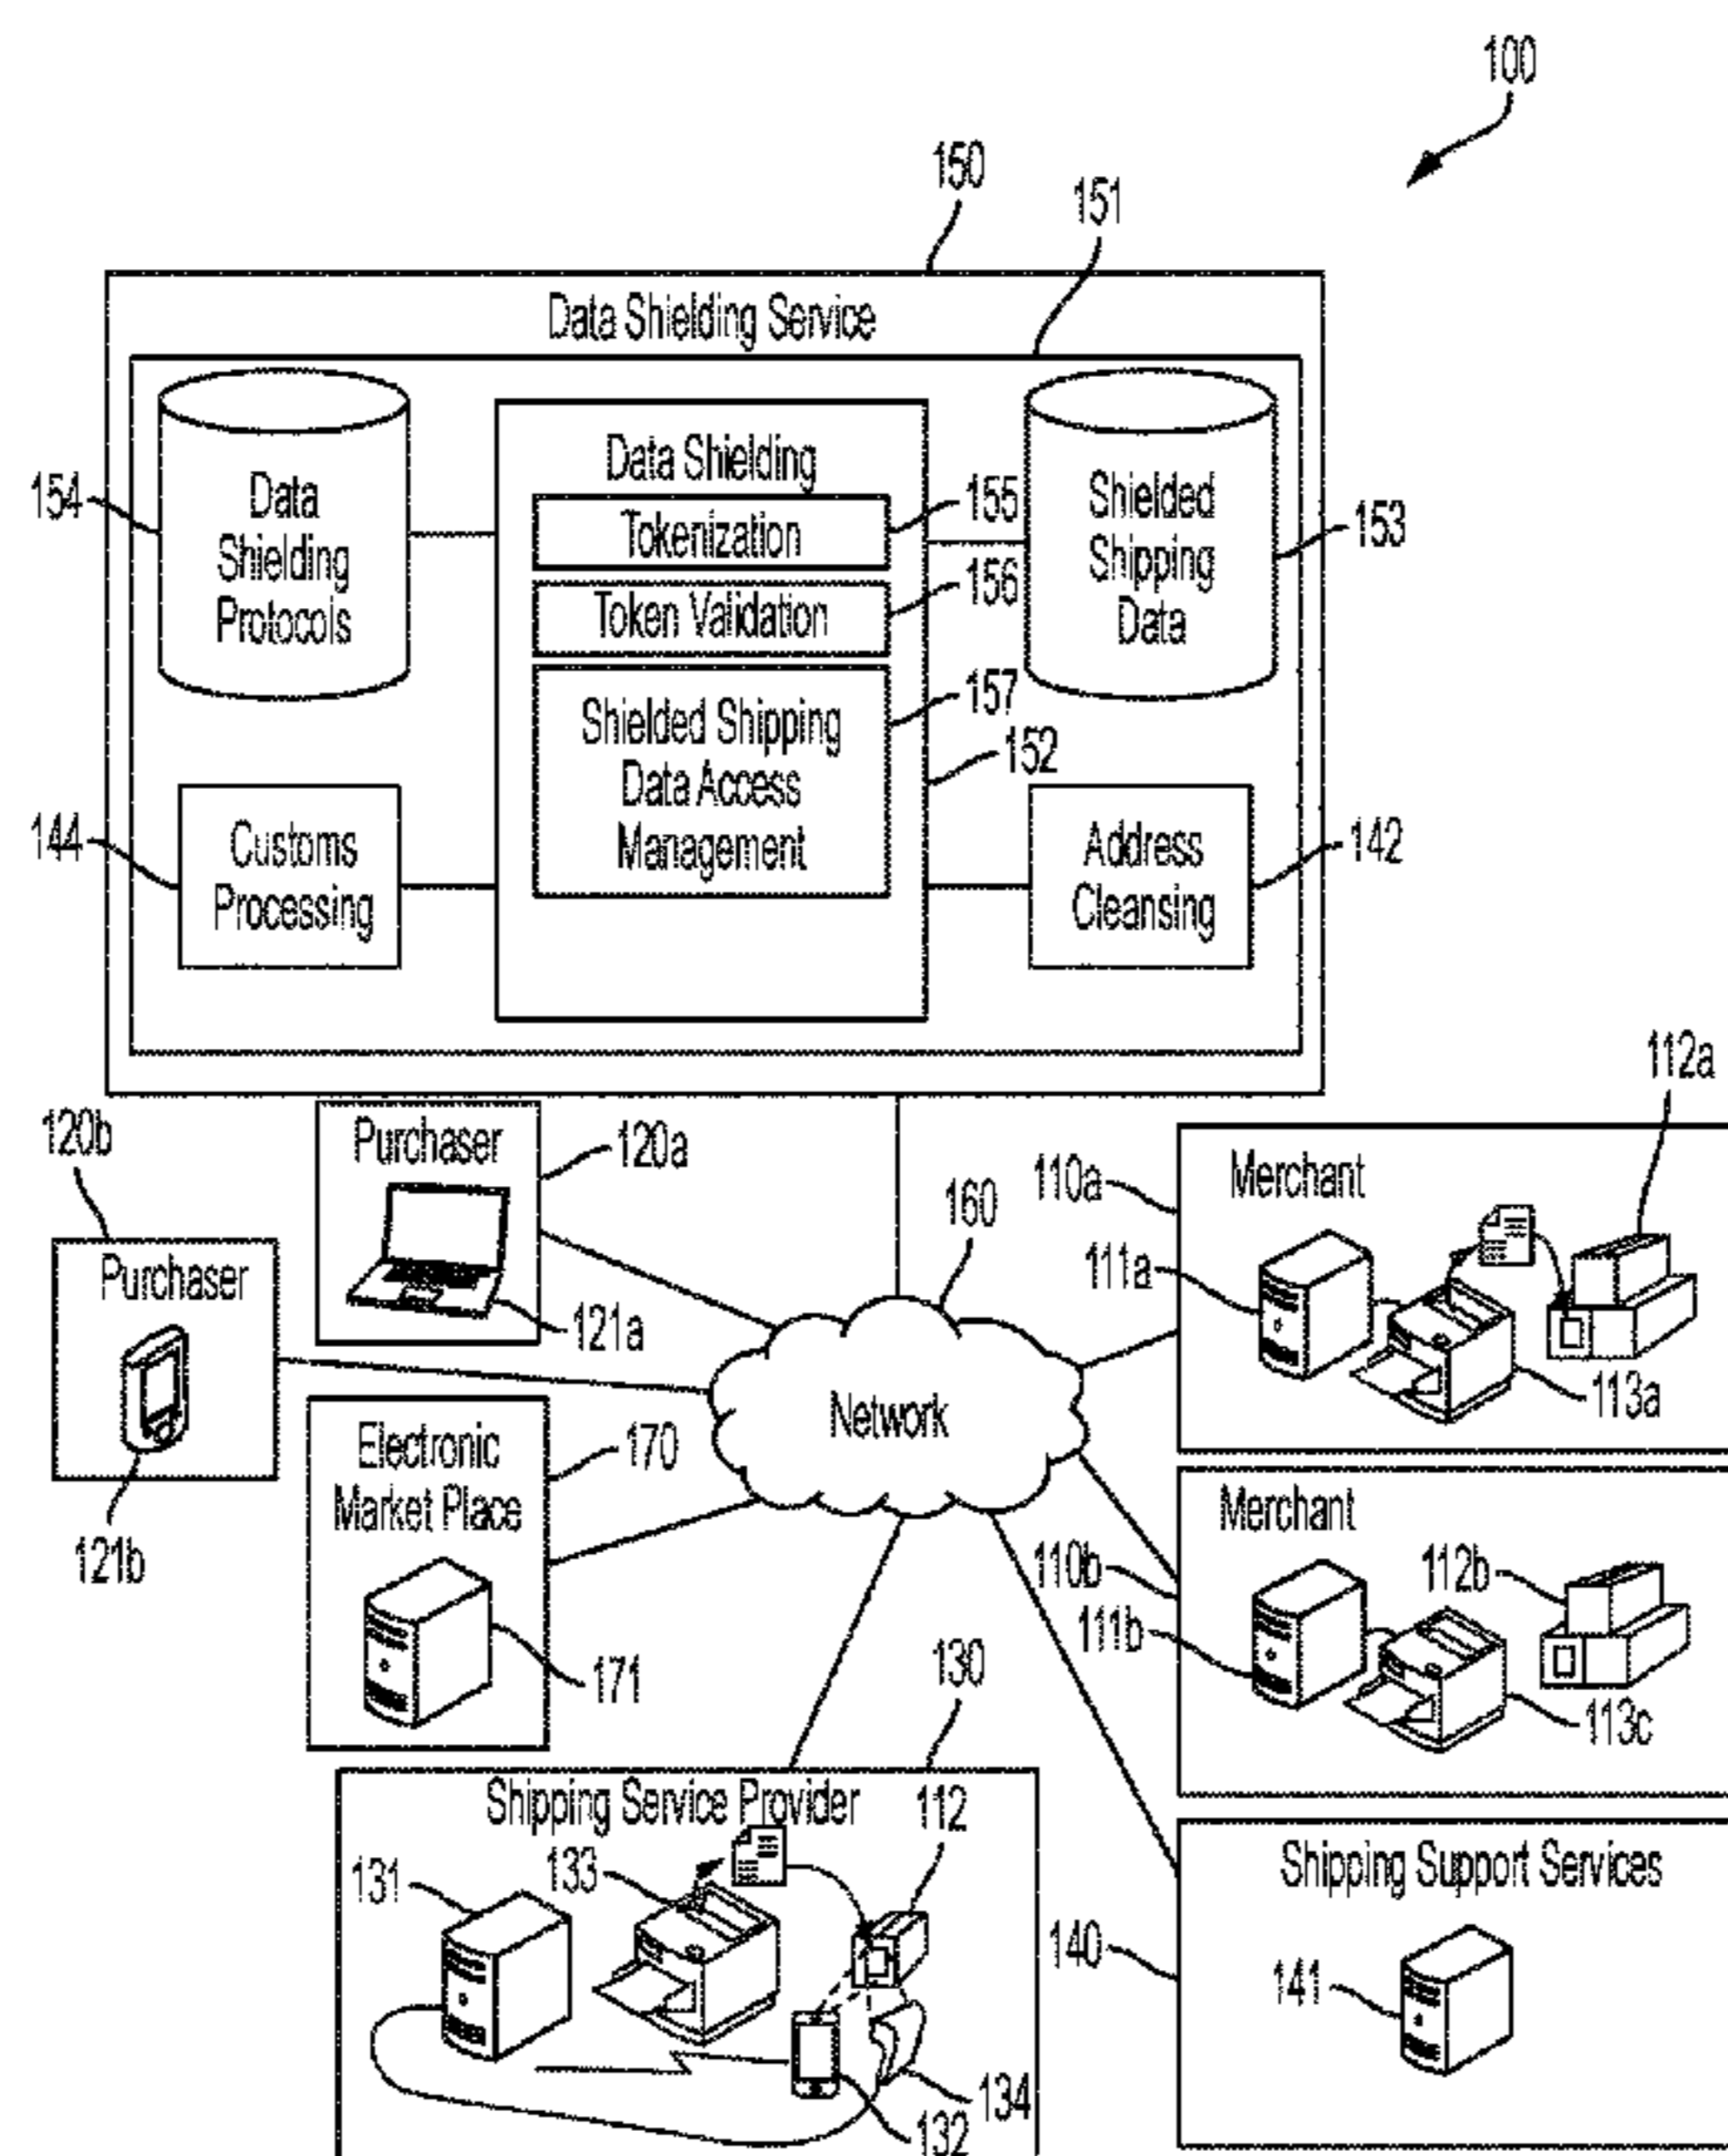 100
150
151
Data Shielding Service
154
Data
Shielding
Protocols
Data Shielding
Tokenization
155
Token Validation
156
Shielded Shipping
Data Access
Management
157
152
Shielded
Shipping
Data
153
144
Customs
Processing
Address
Cleansing
142
120b
Purchaser
121b
Purchaser
120a
121a
160
Network
110a
Merchant
112a
111a
113a
Electronic
Market Place
170
171
110b
Merchant
112b
111b
113c
130
Shipping Service Provider
112
131
133
132
134
140
Shipping Support Services
141